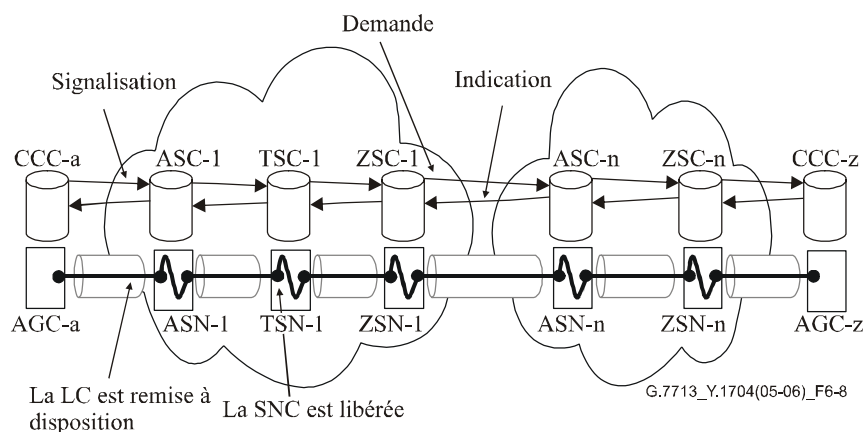 Demande
Signalisation
Indication
CCC-a ASC-1 TSC-1 ZSC-1 ASC-n ZSC-n CCC-z
AGC-a ASN-1 TSN-1 ZSN-1 ASN-n ZSN-n AGC-z
La LC est remise à
disposition
La SNC est libérée
G.7713_Y.1704(05-06)_F6-8